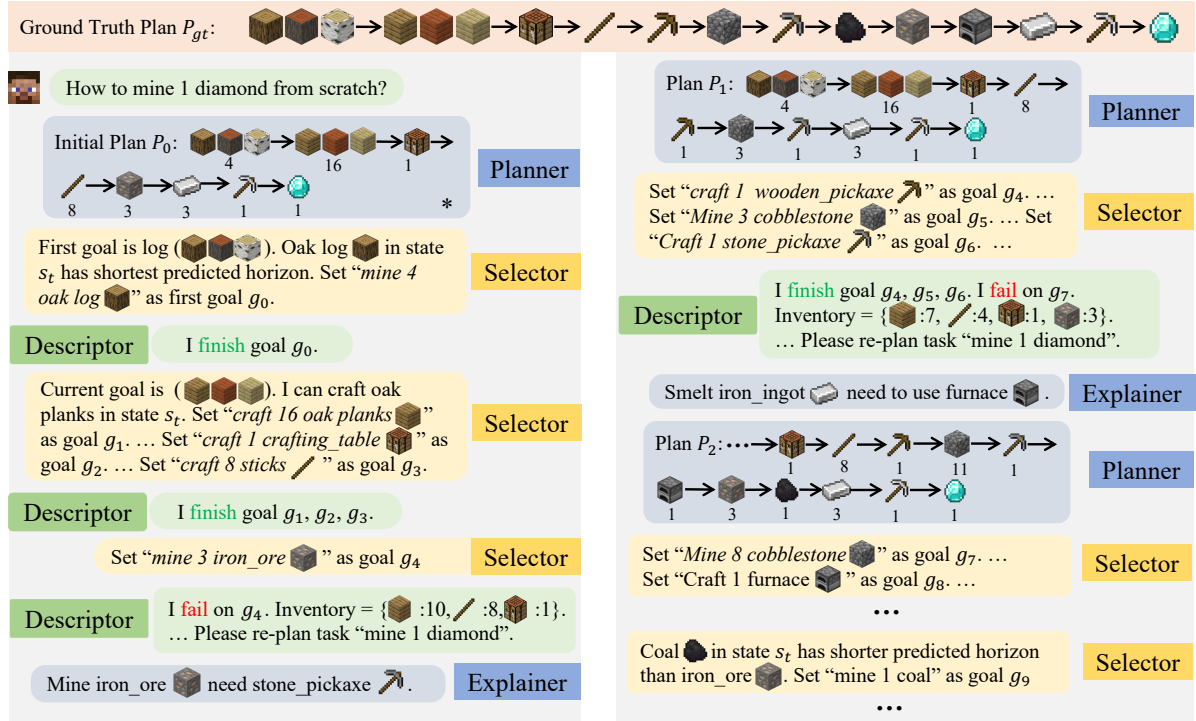 Ground Truth Plan P_gt:
How to mine 1 diamond from scratch?
Initial Plan P_0:
4 16 1
8 3 3 1 1 *
Planner
First goal is log ( ). Oak log in state
s_t has shortest predicted horizon. Set “mine 4
oak log ” as first goal g_0.
Selector
Descriptor
I finish goal g_0.
Current goal is ( ). I can craft oak
planks in state s_t. Set “craft 16 oak planks ”
as goal g_1. … Set “craft 1 crafting_table ” as
goal g_2. … Set “craft 8 sticks ” as goal g_3.
Selector
Descriptor
I finish goal g_1, g_2, g_3.
Set “mine 3 iron_ore ” as goal g_4
Selector
Descriptor
I fail on g_4. Inventory = { :10, :8, :1}.
… Please re-plan task “mine 1 diamond”.
Mine iron_ore need stone_pickaxe .
Explainer
Plan P_1:
4 16 1 8
1 3 1 3 1 1
Planner
Set “craft 1 wooden_pickaxe ” as goal g_4. …
Set “Mine 3 cobblestone ” as goal g_5. … Set
“Craft 1 stone_pickaxe ” as goal g_6. …
Selector
Descriptor
I finish goal g_4, g_5, g_6. I fail on g_7.
Inventory = { :7, :4, :1, :3}.
… Please re-plan task “mine 1 diamond”.
Smelt iron_ingot need to use furnace .
Explainer
Plan P_2: •••
1 8 1 11 1
1 3 1 3 1 1
Planner
Set “Mine 8 cobblestone ” as goal g_7. …
Set “Craft 1 furnace ” as goal g_8. …
Selector
•••
Coal in state s_t has shorter predicted horizon
than iron_ore . Set “mine 1 coal” as goal g_9
Selector
•••